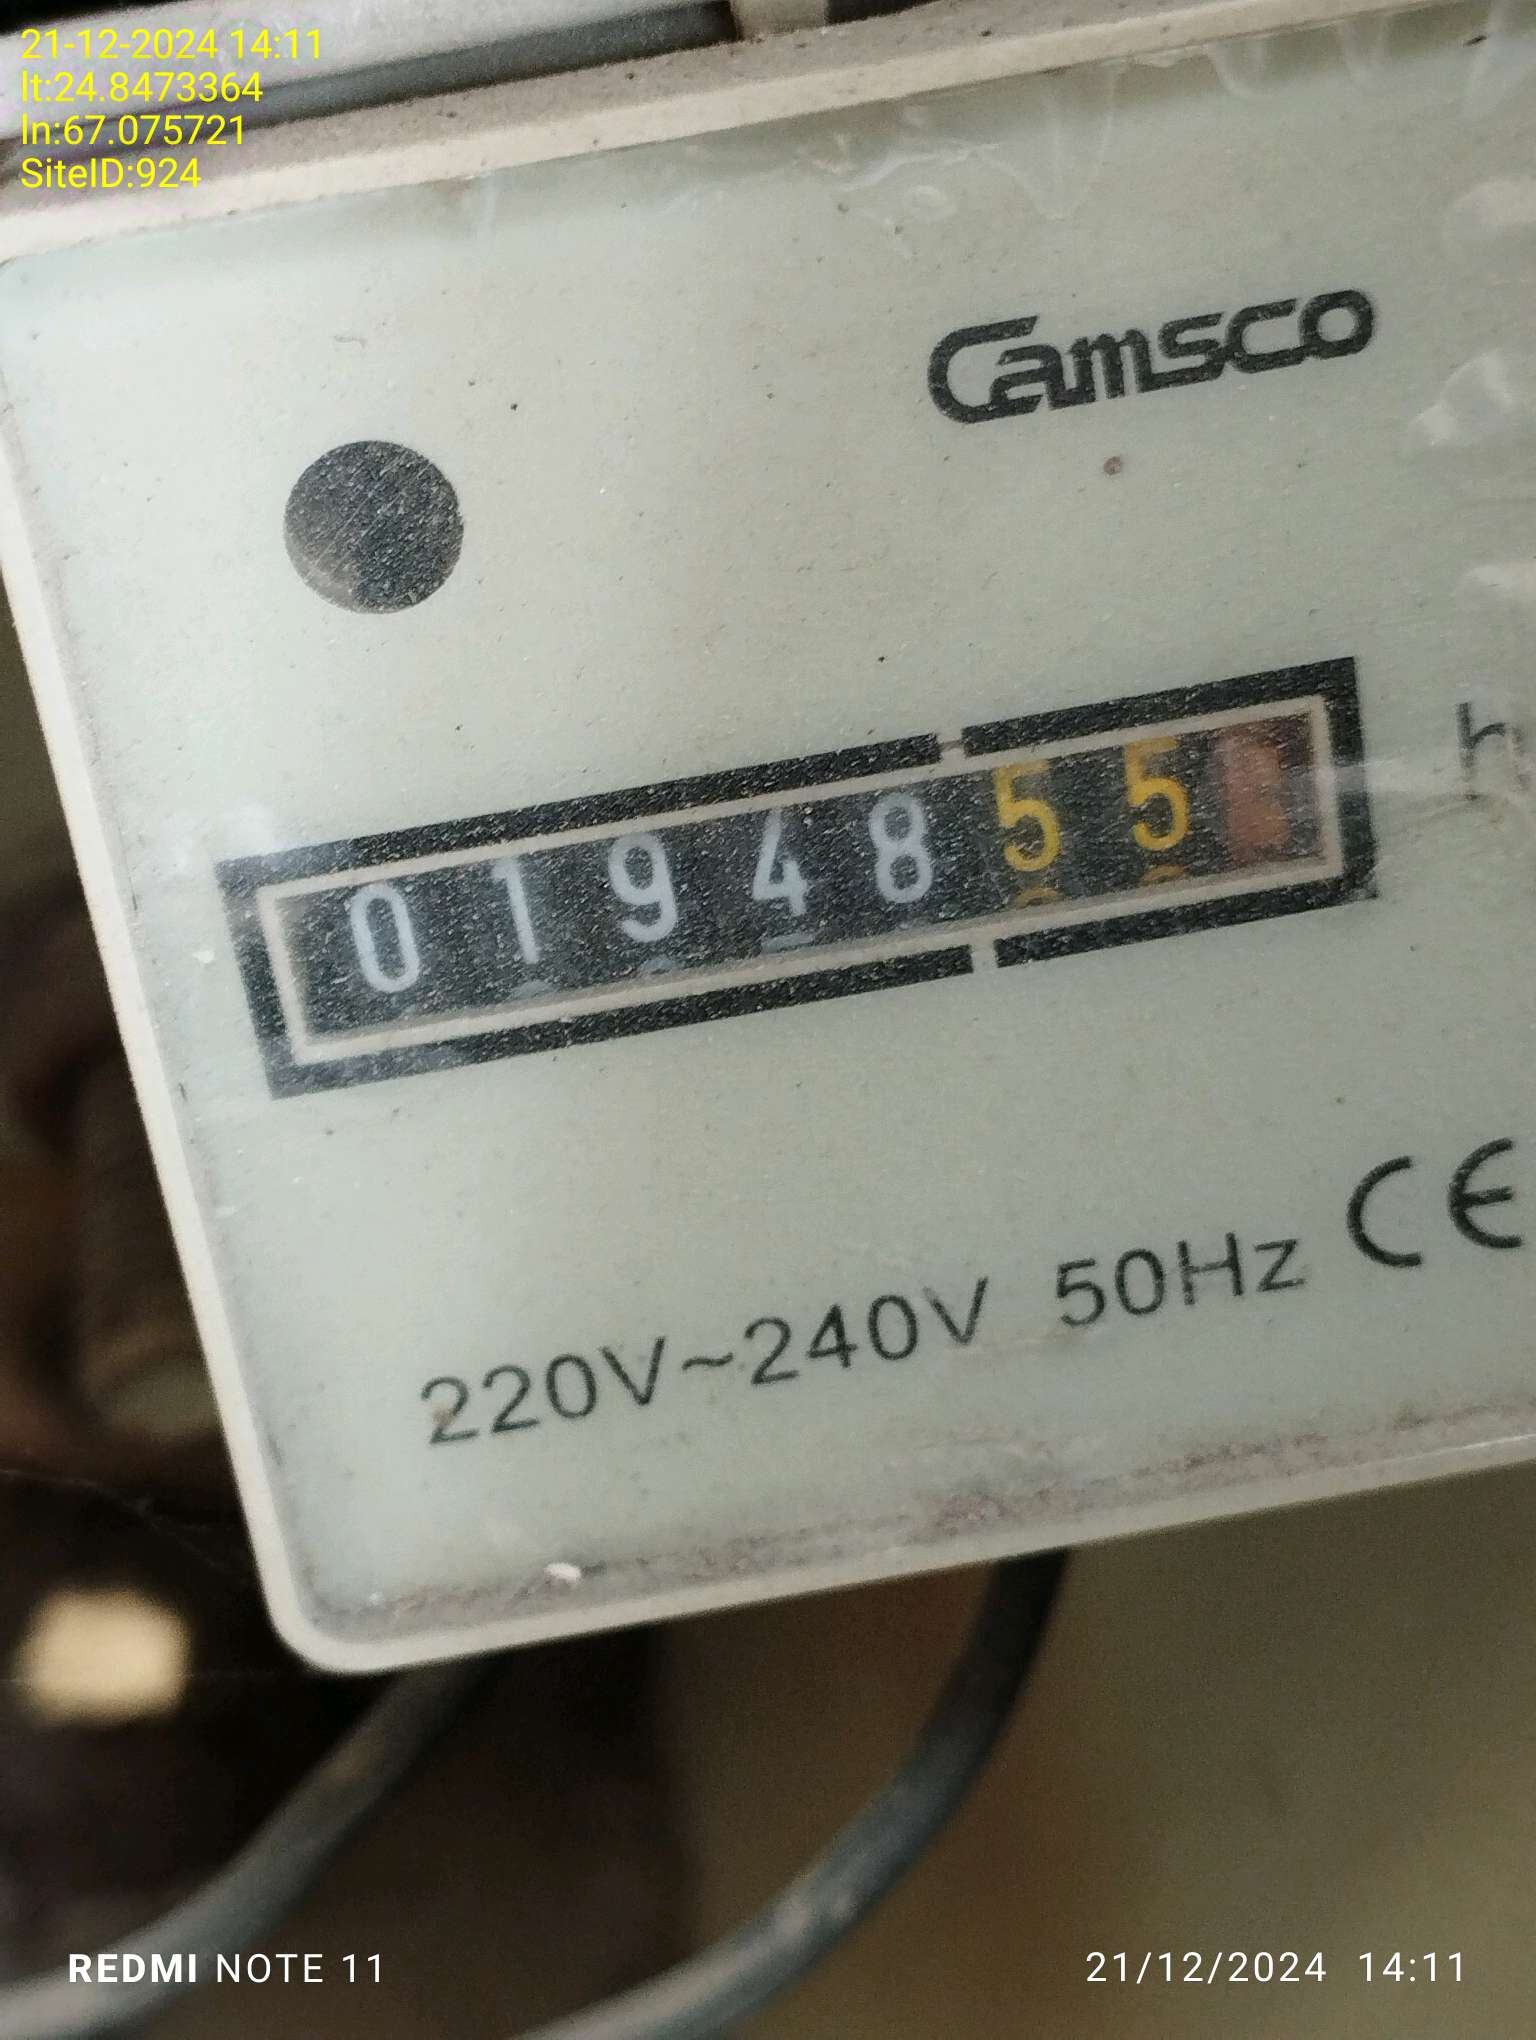 21-12-2024 14:11
lt:24.8473364
ln:67.075721
SiteID:924
Camsco
0194855
h
220V~240V 50Hz CE
REDMI NOTE 11
21/12/2024 14:11